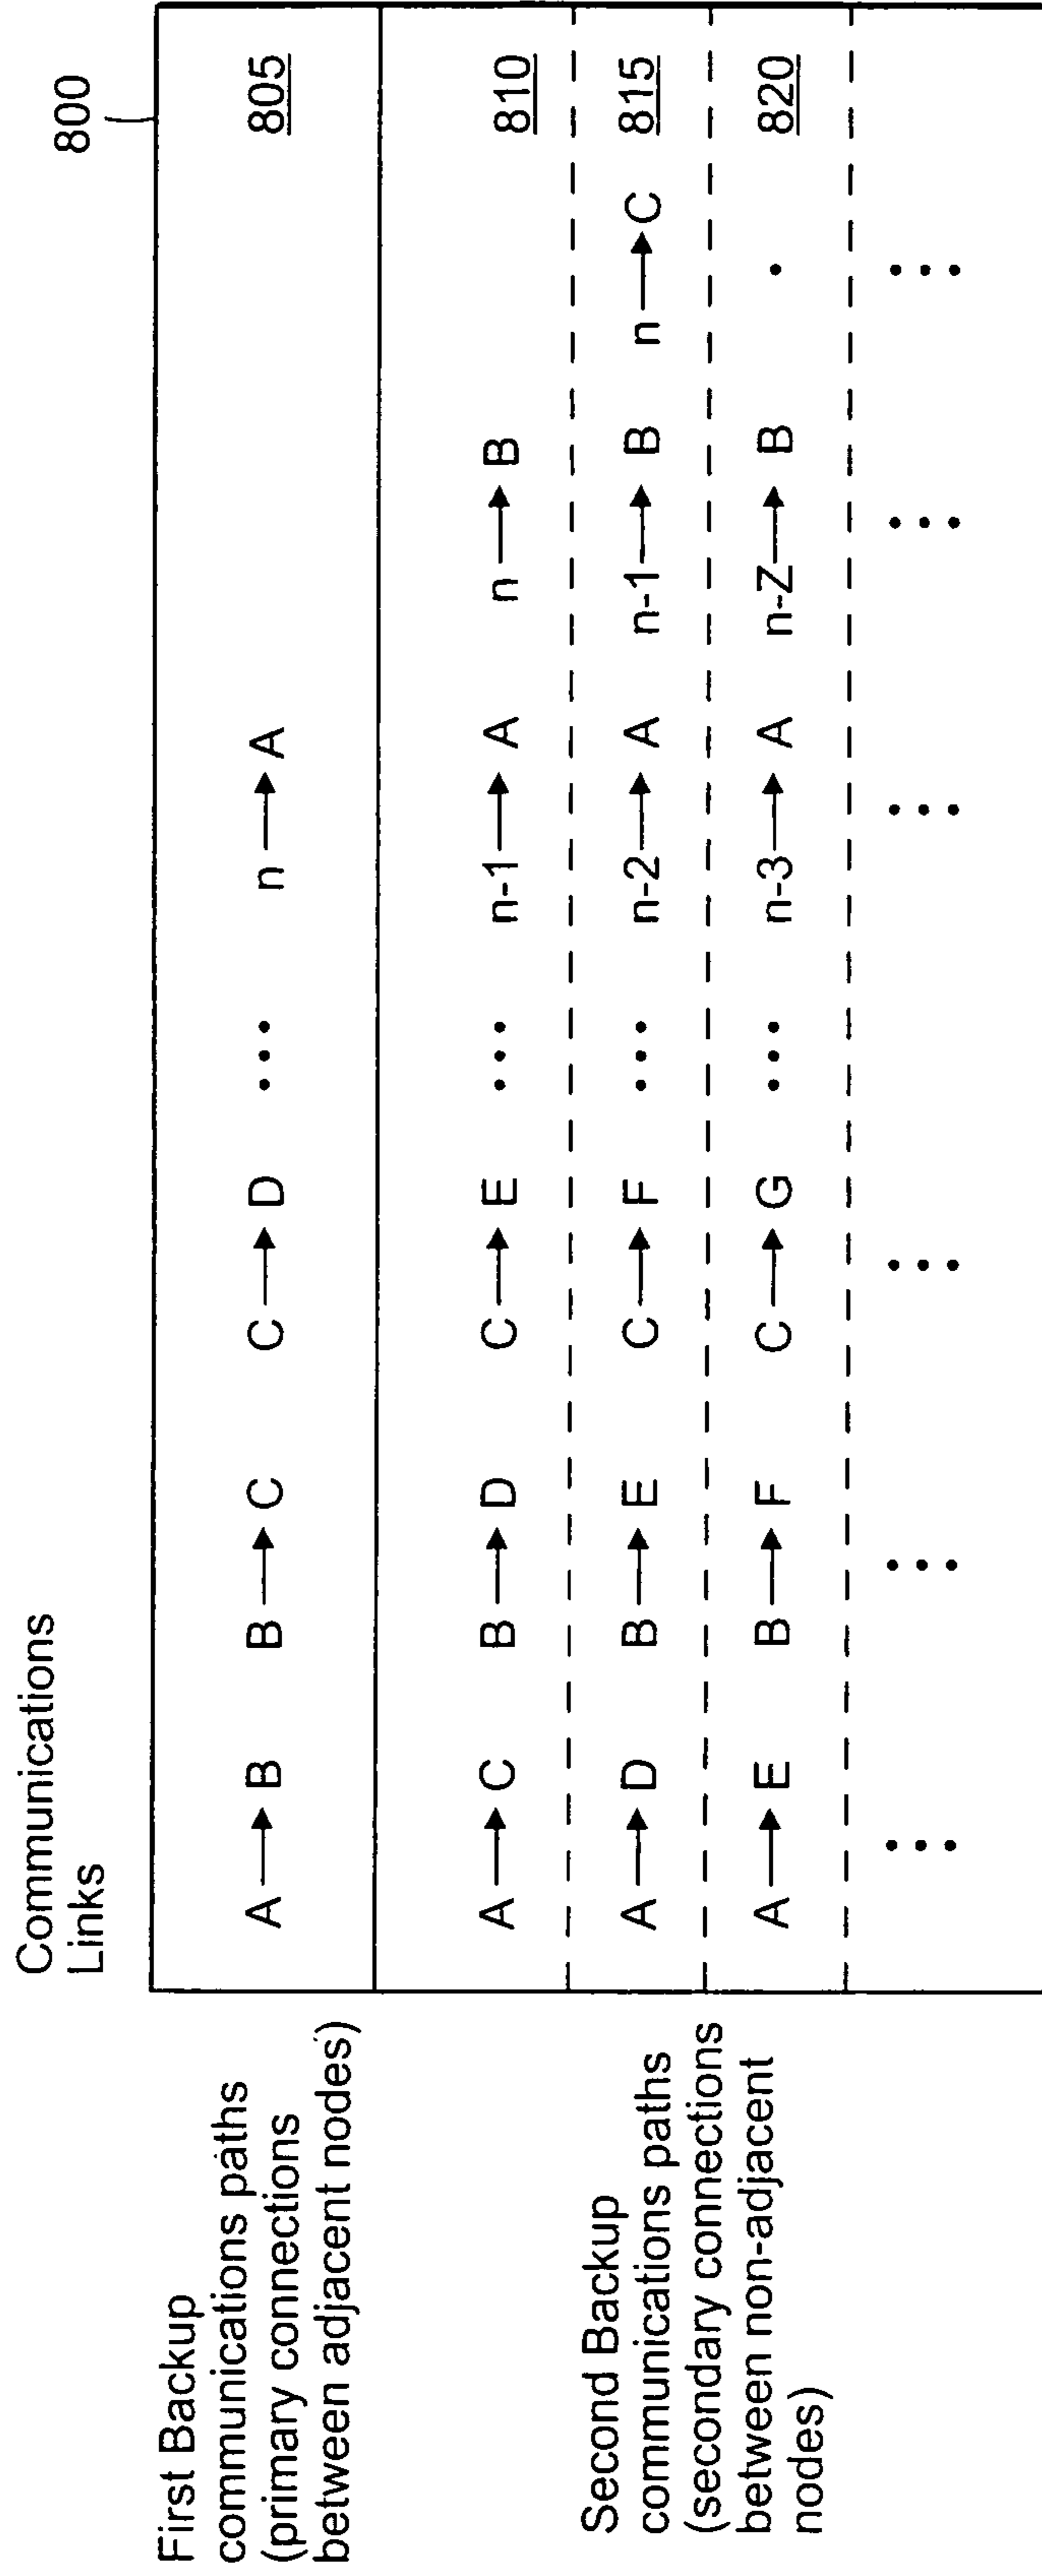 Communications
Links
800
First Backup
communications paths
(primary connections
between adjacent nodes)
A → B B → C C → D ... n → A 805
Second Backup
communications paths
(secondary connections
between non-adjacent
nodes)
A → C B → D C → E ... n-1 → A n → B 810
A → D B → E C → F ... n-2 → A n-1 → B n → C 815
A → E B → F C → G ... n-3 → A n-Z → B . 820
... ... ... ... ... ...